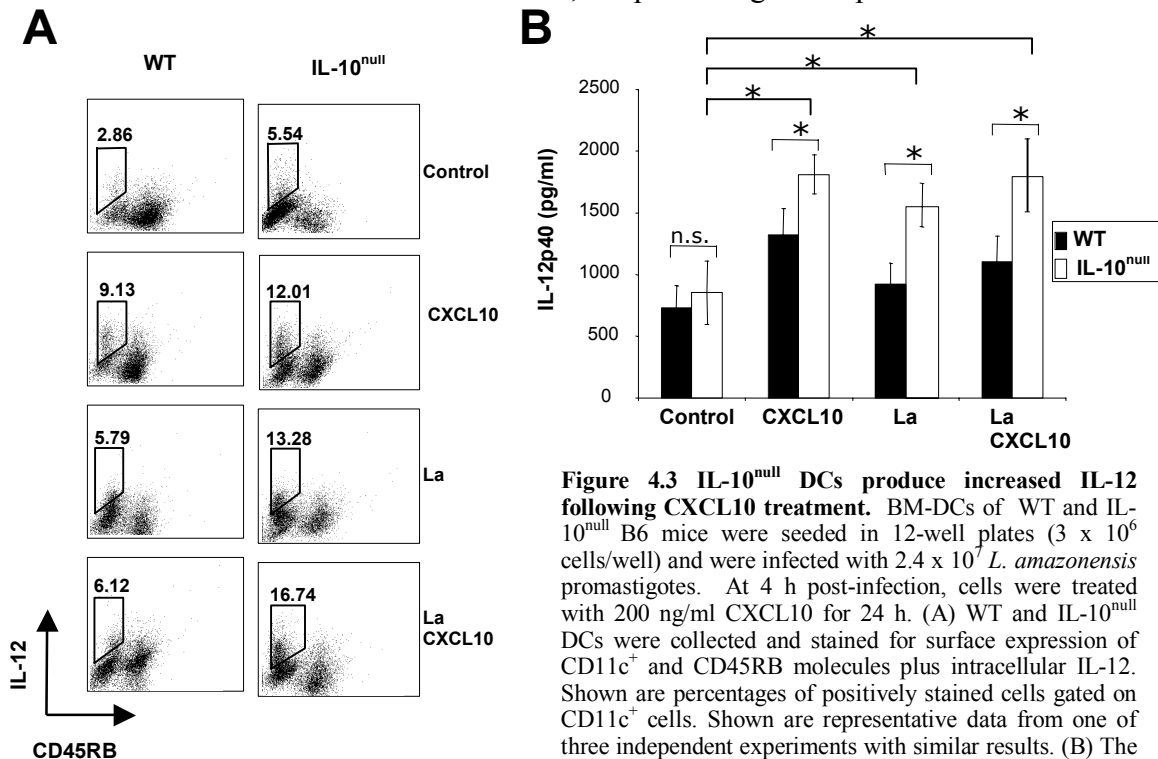 A
WT
IL-10null
2.86
5.54
Control
9.13
12.01
CXCL10
5.79
13.28
La
6.12
16.74
La
CXCL10
IL-12
CD45RB
B
*
*
*
2500
2000
1500
1000
500
0
IL-12p40 (pg/ml)
n.s.
*
*
*
WT
IL-10null
Control
CXCL10
La
La
CXCL10
Figure 4.3 IL-10null DCs produce increased IL-12
following CXCL10 treatment. BM-DCs of WT and IL-
10null B6 mice were seeded in 12-well plates (3 x 10^6
cells/well) and were infected with 2.4 x 10^7 L. amazonensis
promastigotes. At 4 h post-infection, cells were treated
with 200 ng/ml CXCL10 for 24 h. (A) WT and IL-10null
DCs were collected and stained for surface expression of
CD11c+ and CD45RB molecules plus intracellular IL-12.
Shown are percentages of positively stained cells gated on
CD11c+ cells. Shown are representative data from one of
three independent experiments with similar results. (B) The